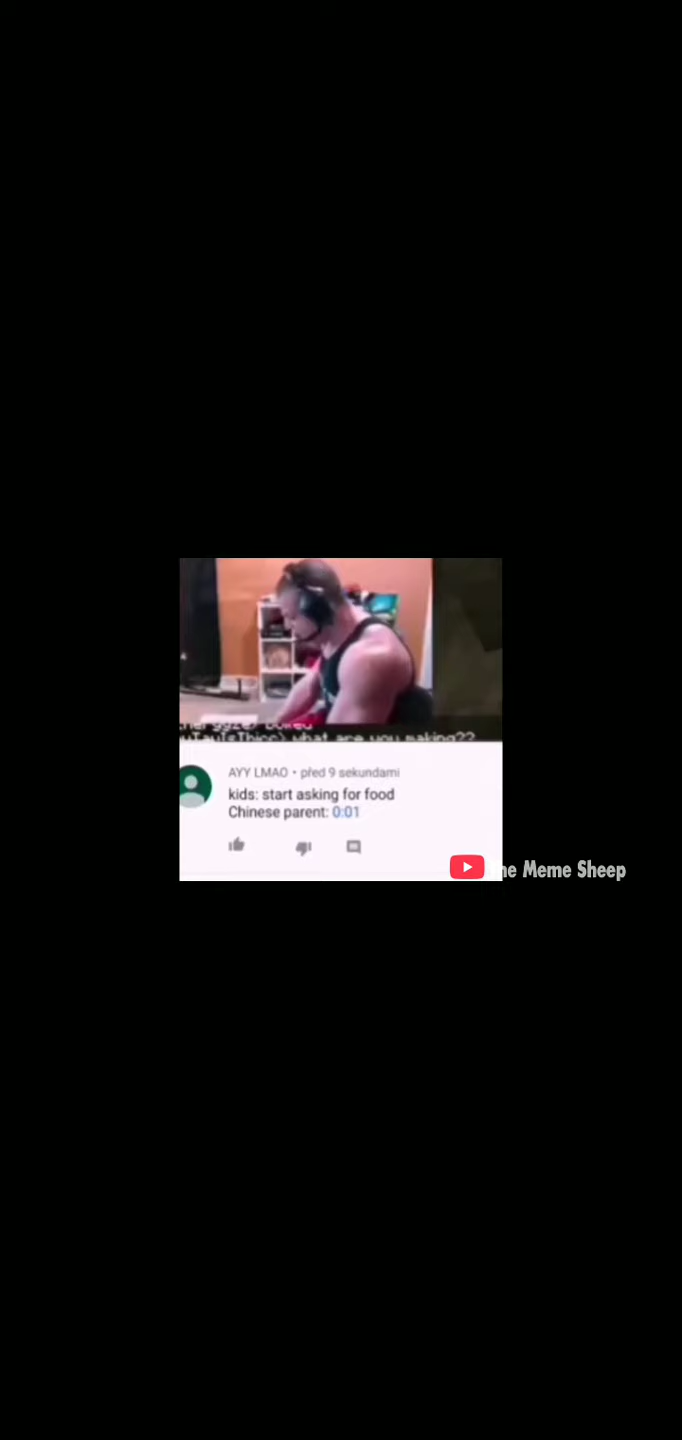 what are you making??
AYY LMAO • před 9 sekundami
kids: start asking for food
Chinese parent: 0:01
he Meme Sheep